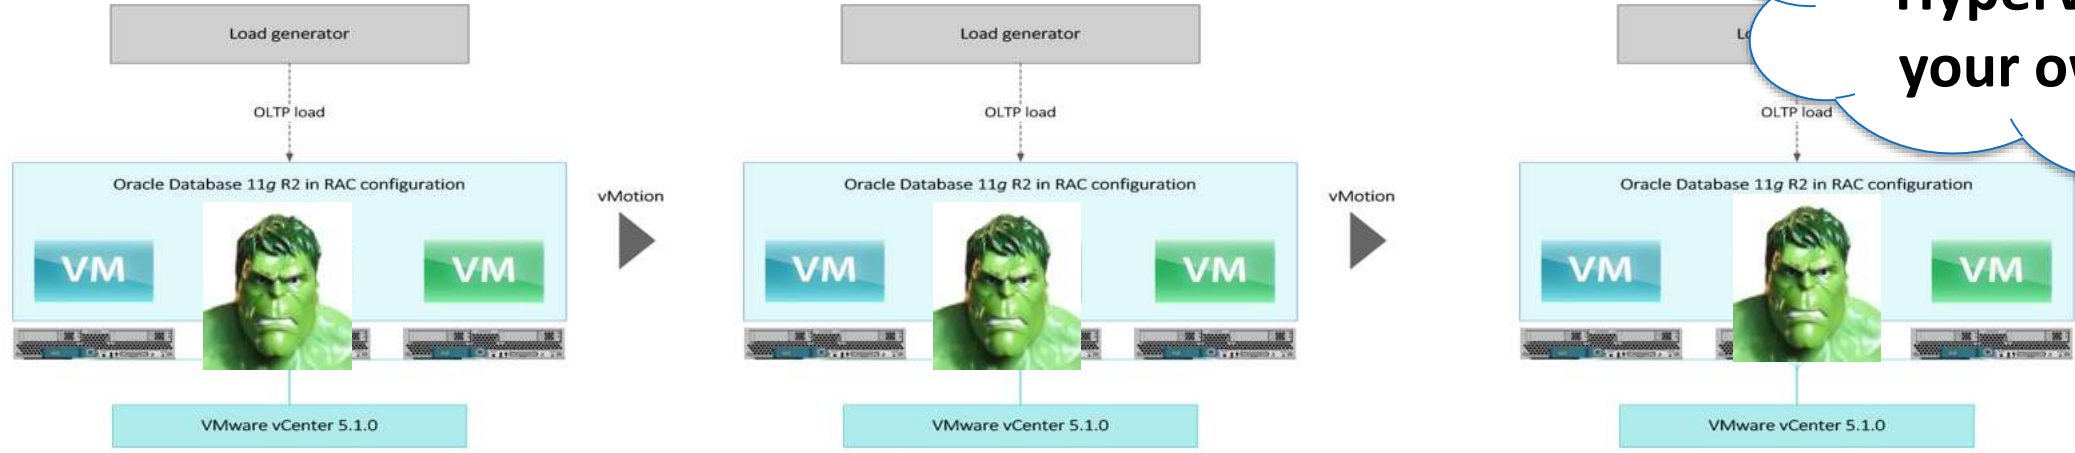 Load generator
OLTP load
Oracle Database 11g R2 in RAC configuration
VM
VM
VMware vCenter 5.1.0
vMotion
Load generator
OLTP load
Oracle Database 11g R2 in RAC configuration
VM
VM
VMware vCenter 5.1.0
vMotion
your
OLTP load
Oracle Database 11g R2 in RAC configuration
VM
VM
VMware vCenter 5.1.0